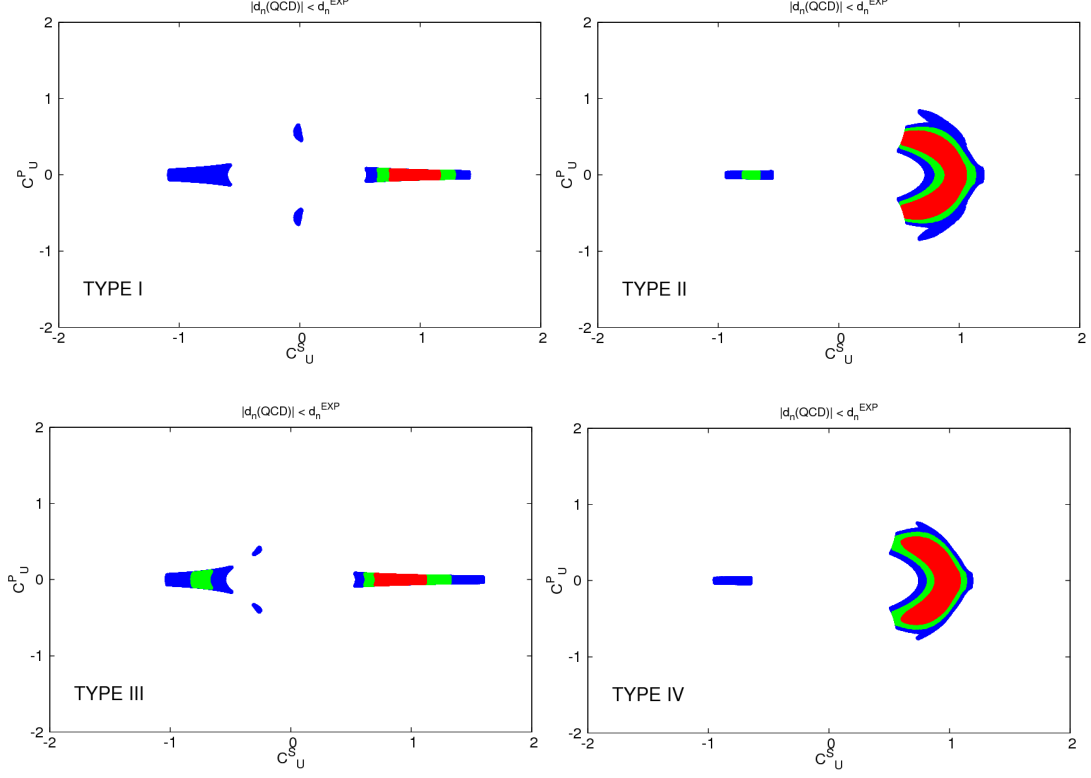 |d_n(QCD)| < d_n^EXP
2
1
0
-1
-2
C^P_U
TYPE I
-2
-1
0
1
2
C^S_U
|d_n(QCD)| < d_n^EXP
2
1
0
-1
-2
C^P_U
TYPE II
-2
-1
0
1
2
C^S_U
|d_n(QCD)| < d_n^EXP
2
1
0
-1
-2
C^P_U
TYPE III
-2
-1
0
1
2
C^S_U
|d_n(QCD)| < d_n^EXP
2
1
0
-1
-2
C^P_U
TYPE IV
-2
-1
0
1
2
C^S_U